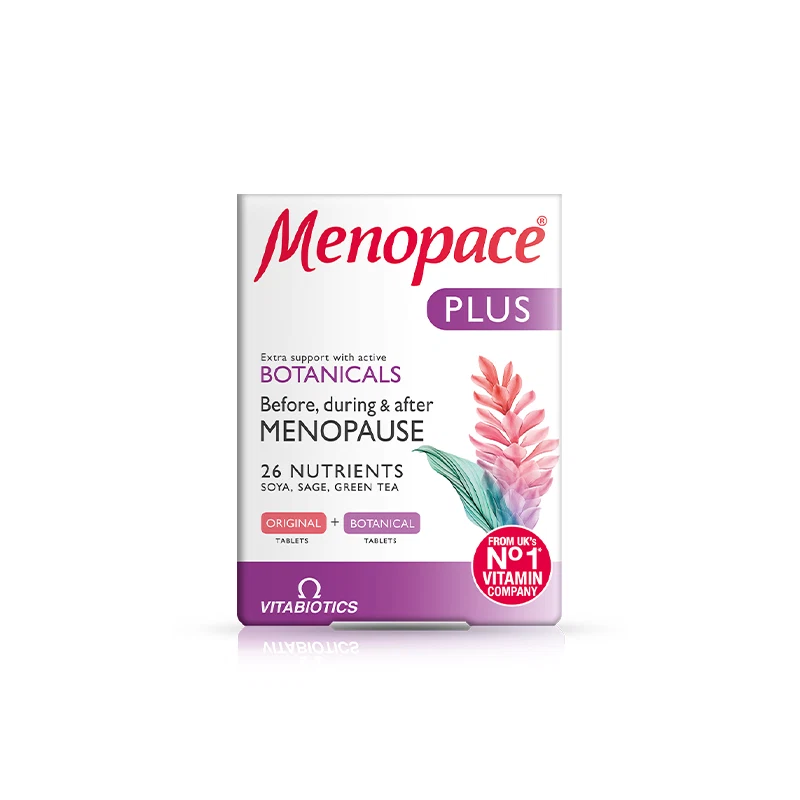 Menopace®
PLUS
Extra support with active
BOTANICALS
Before, during & after
MENOPAUSE
26 NUTRIENTS
SOYA, SAGE, GREEN TEA
ORIGINAL + BOTANICAL
TABLETS TABLETS
FROM UK's
No1*
VITAMIN
COMPANY
Ω
VITABIOTICS